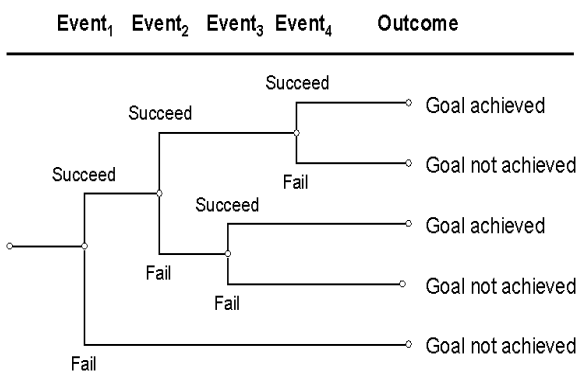 Event₁ Event₂ Event₃ Event₄ Outcome
Succeed
Goal achieved
Succeed
Goal not achieved
Succeed
Fail
Succeed
Goal achieved
Fail
Goal not achieved
Fail
Goal not achieved
Fail